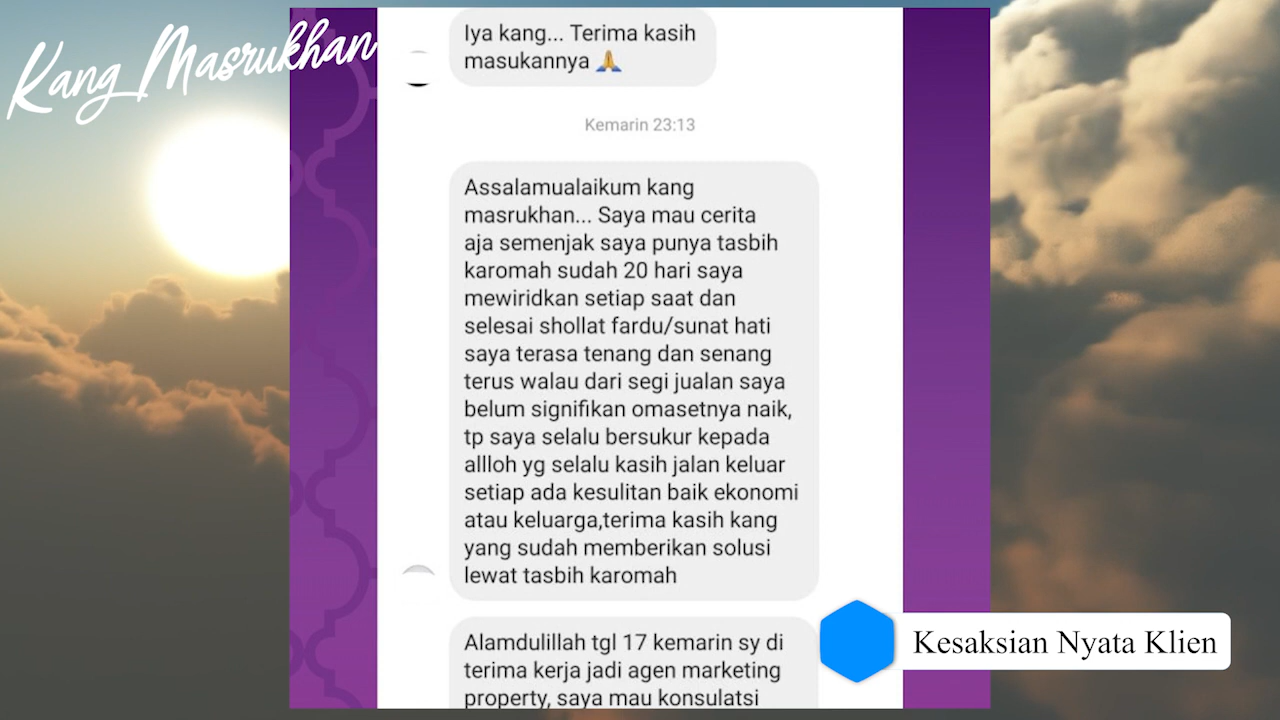 Kang Masrukhan
Iya kang... Terima kasih
masukannya 🙏
Kemarin 23:13
Assalamualaikum kang
masrukhan... Saya mau cerita
aja semenjak saya punya tasbih
karomah sudah 20 hari saya
mewiridkan setiap saat dan
selesai shollat fardu/sunat hati
saya terasa tenang dan senang
terus walau dari segi jualan saya
belum signifikan omasetnya naik,
tp saya selalu bersukur kepada
allloh yg selalu kasih jalan keluar
setiap ada kesulitan baik ekonomi
atau keluarga,terima kasih kang
yang sudah memberikan solusi
lewat tasbih karomah
Alamdulillah tgl 17 kemarin sy di
terima kerja jadi agen marketing
property, saya mau konsulatsi
Kesaksian Nyata Klien